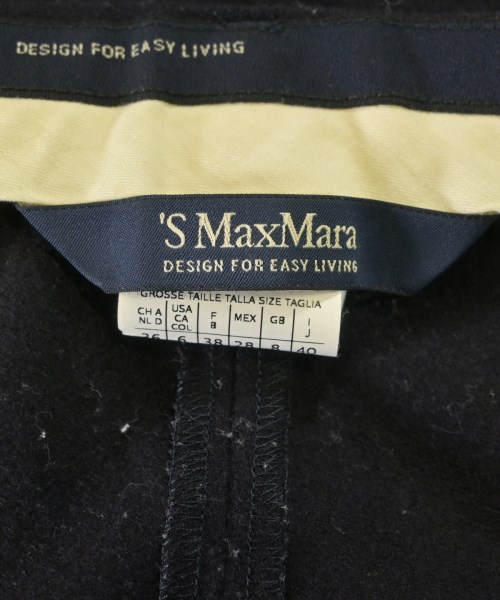 DESIGN FOR EASY LIVING
'S MaxMara
DESIGN FOR EASY LIVING
GROSSE TAILLE TALLA SIZE TAGLIA
CH A NL D USA CA COL F B MEX GB I J
36 6 38 28 8 40